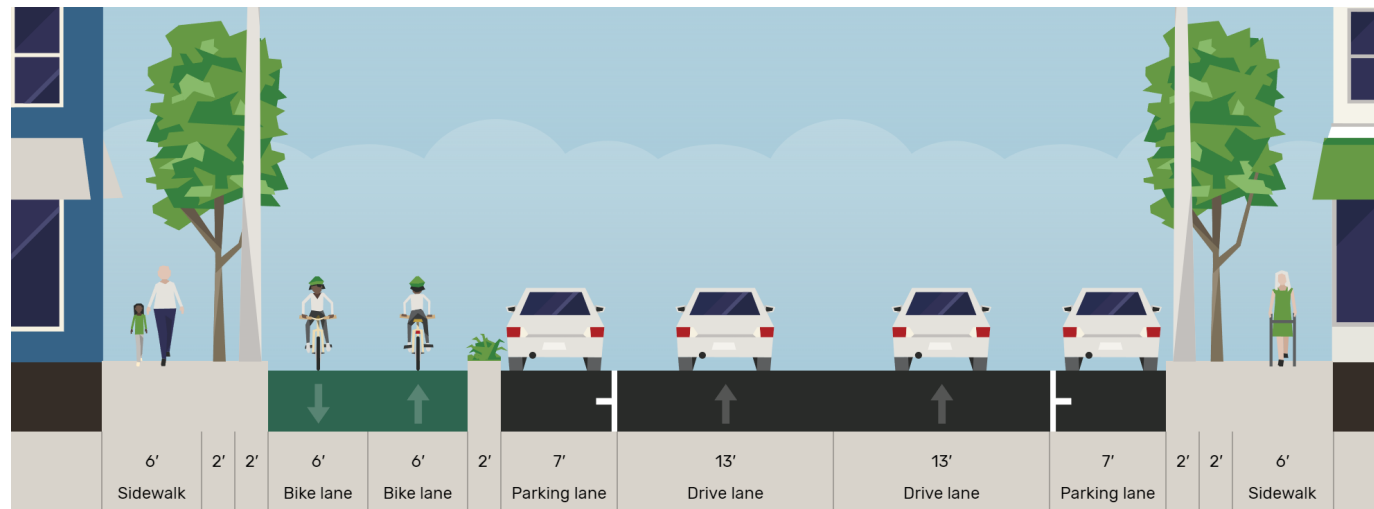 6′ 2′ 2′ 6′ 6′ 2′ 7′ 13′ 13′ 7′ 2′ 2′ 6′
Sidewalk Bike lane Bike lane Parking lane Drive lane Drive lane Parking lane Sidewalk